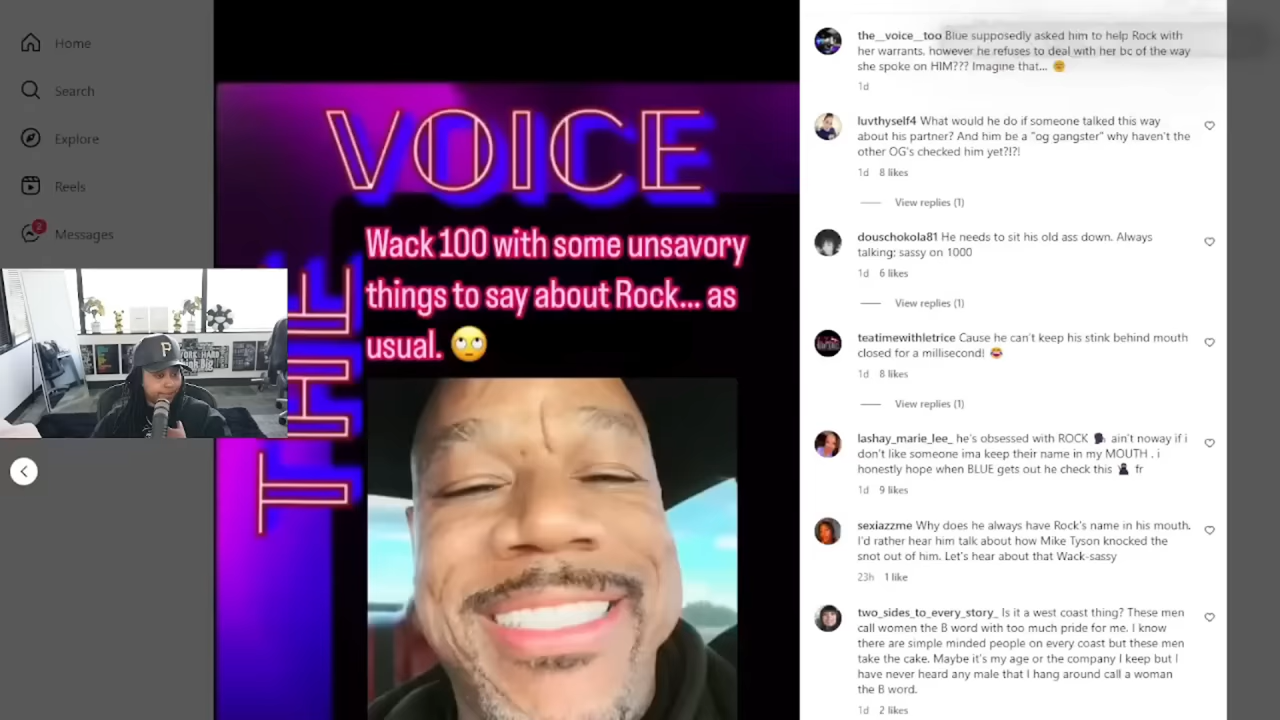 Home
Search
Explore
Reels
2
Messages
VOICE
THE
Wack 100 with some unsavory
things to say about Rock... as
usual. 🙄
P
the__voice__too Blue supposedly asked him to help Rock with
her warrants, however he refuses to deal with her bc of the way
she spoke on HIM??? Imagine that... 🤨
1d
luvthyself4 What would he do if someone talked this way
about his partner? And him be a "og gangster" why haven't the
other OG's checked him yet?!?!
1d 8 likes
View replies (1)
douschokola81 He needs to sit his old ass down. Always
talking: sassy on 1000
1d 6 likes
View replies (1)
teatimewithletrice Cause he can't keep his stink behind mouth
closed for a millisecond! 😂
1d 8 likes
View replies (1)
lashay_marie_lee_ he's obsessed with ROCK 🗣 ain't noway if i
don't like someone ima keep their name in my MOUTH . i
honestly hope when BLUE gets out he check this fr
1d 9 likes
sexiazzme Why does he always have Rock's name in his mouth.
I'd rather hear him talk about how Mike Tyson knocked the
snot out of him. Let's hear about that Wack-sassy
23h 1 like
two_sides_to_every_story_ Is it a west coast thing? These men
call women the B word with too much pride for me. I know
there are simple minded people on every coast but these men
take the cake. Maybe it's my age or the company I keep but I
have never heard any male that I hang around call a woman
the B word.
1d 2 likes